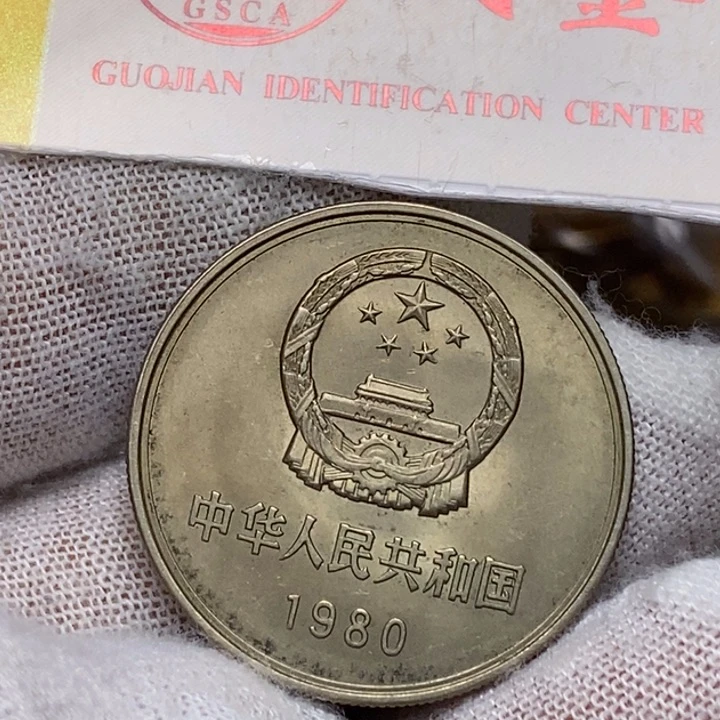 GSCA
GUOJIAN IDENTIFICATION CENTER
中华人民共和国
1980